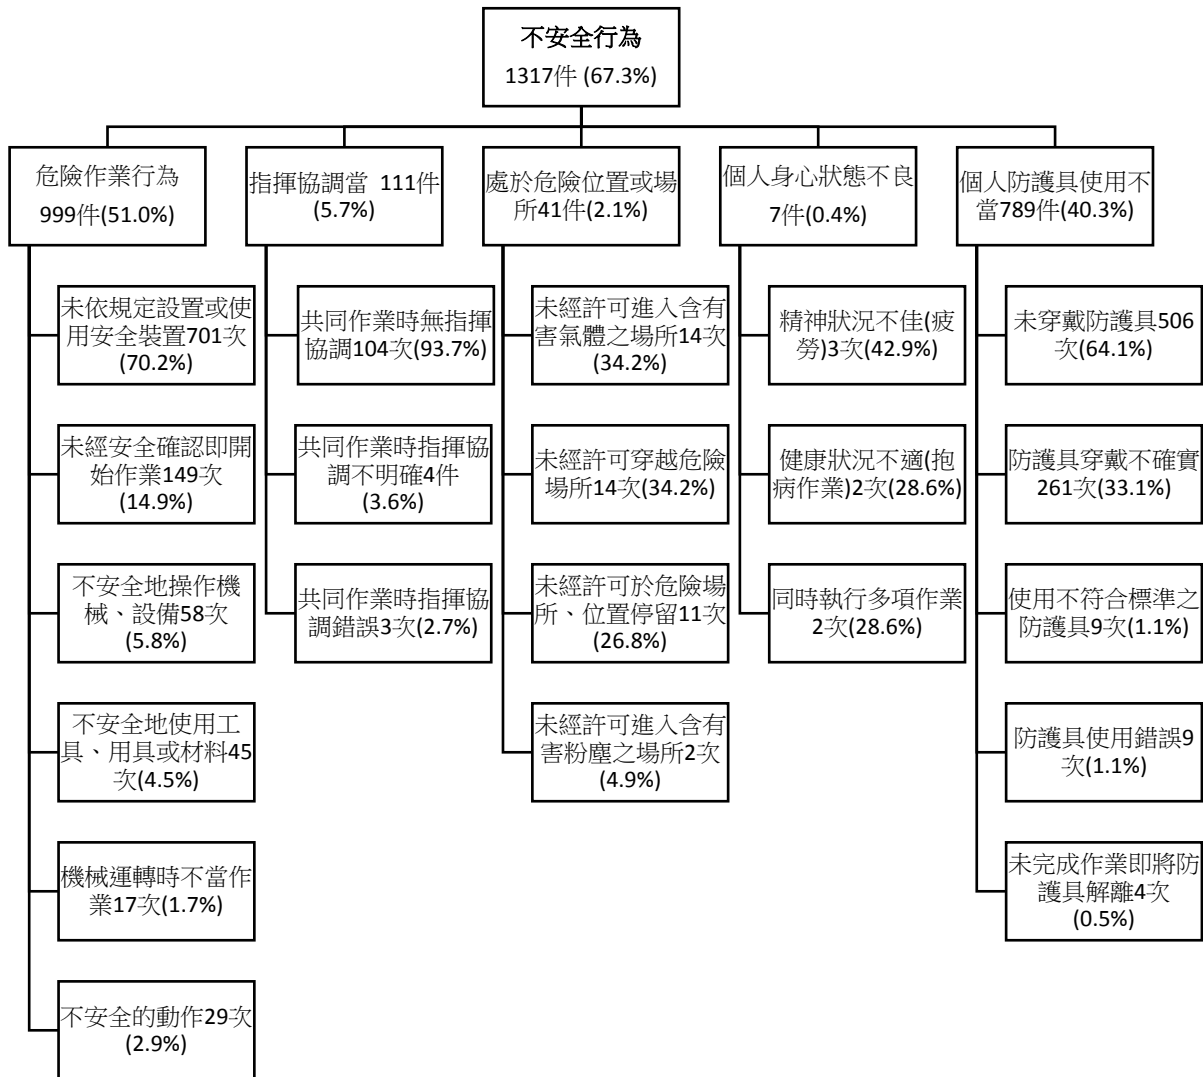 不安全行為
1317件 (67.3%)
危險作業行為
999件(51.0%)
指揮協調當 111件
(5.7%)
處於危險位置或場
所41件(2.1%)
個人身心狀態不良
7件(0.4%)
個人防護具使用不
當789件(40.3%)
未依規定設置或使
用安全裝置701次
(70.2%)
未經安全確認即開
始作業149次
(14.9%)
不安全地操作機
械、設備58次
(5.8%)
不安全地使用工
具、用具或材料45
次(4.5%)
機械運轉時不當作
業17次(1.7%)
不安全的動作29次
(2.9%)
共同作業時無指揮
協調104次(93.7%)
共同作業時指揮協
調不明確4件
(3.6%)
共同作業時指揮協
調錯誤3次(2.7%)
未經許可進入含有
害氣體之場所14次
(34.2%)
未經許可穿越危險
場所14次(34.2%)
未經許可於危險場
所、位置停留11次
(26.8%)
未經許可進入含有
害粉塵之場所2次
(4.9%)
精神狀況不佳(疲
勞)3次(42.9%)
健康狀況不適(抱
病作業)2次(28.6%)
同時執行多項作業
2次(28.6%)
未穿戴防護具506
次(64.1%)
防護具穿戴不確實
261次(33.1%)
使用不符合標準之
防護具9次(1.1%)
防護具使用錯誤9
次(1.1%)
未完成作業即將防
護具解離4次
(0.5%)